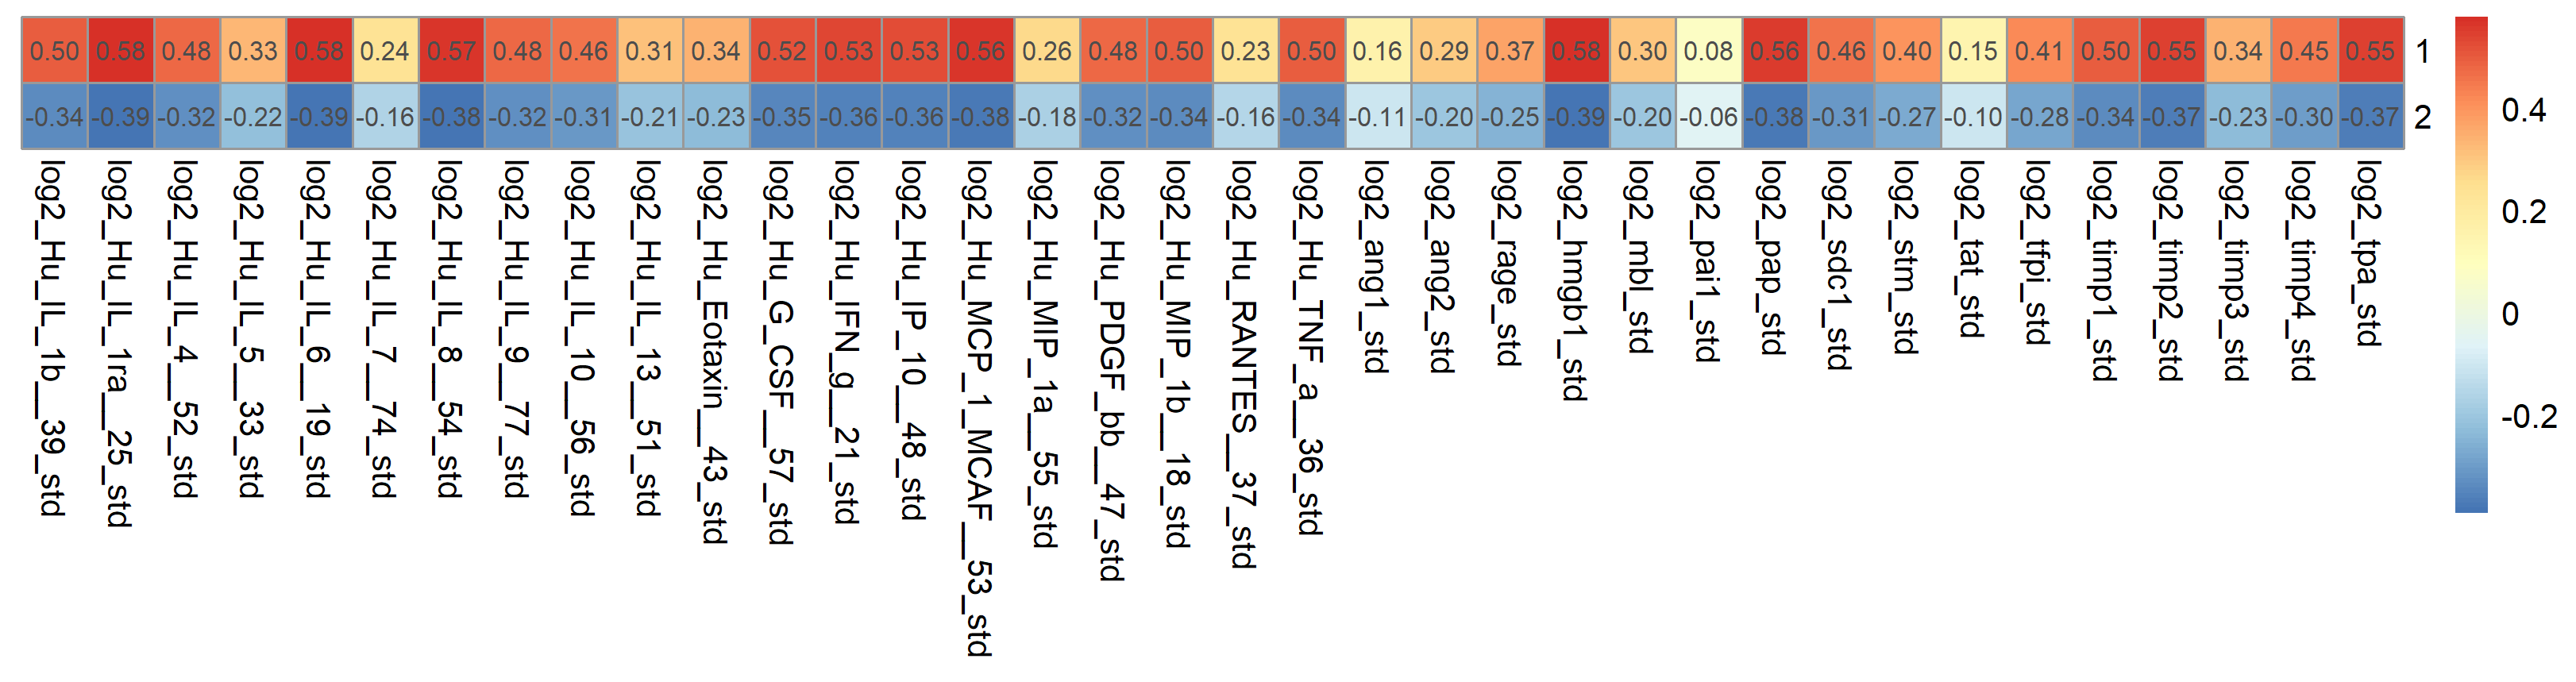 0.50 0.58 0.48 0.33 0.58 0.24 0.57 0.48 0.46 0.31 0.34 0.52 0.53 0.53 0.56 0.26 0.48 0.50 0.23 0.50 0.16 0.29 0.37 0.58 0.30 0.08 0.56 0.46 0.40 0.15 0.41 0.50 0.55 0.34 0.45 0.55 1
-0.34 -0.39 -0.32 -0.22 -0.39 -0.16 -0.38 -0.32 -0.31 -0.21 -0.23 -0.35 -0.36 -0.36 -0.38 -0.18 -0.32 -0.34 -0.16 -0.34 -0.11 -0.20 -0.25 -0.39 -0.20 -0.06 -0.38 -0.31 -0.27 -0.10 -0.28 -0.34 -0.37 -0.23 -0.30 -0.37 2
log2_Hu_IL_1b__39_std
log2_Hu_IL_1ra__25_std
log2_Hu_IL_4__52_std
log2_Hu_IL_5__33_std
log2_Hu_IL_6__19_std
log2_Hu_IL_7__74_std
log2_Hu_IL_8__54_std
log2_Hu_IL_9__77_std
log2_Hu_IL_10__56_std
log2_Hu_IL_13__51_std
log2_Hu_Eotaxin__43_std
log2_Hu_G_CSF__57_std
log2_Hu_IFN_g__21_std
log2_Hu_IP_10__48_std
log2_Hu_MCP_1_MCAF__53_std
log2_Hu_MIP_1a__55_std
log2_Hu_PDGF_bb__47_std
log2_Hu_MIP_1b__18_std
log2_Hu_RANTES__37_std
log2_Hu_TNF_a__36_std
log2_ang1_std
log2_ang2_std
log2_rage_std
log2_hmgb1_std
log2_mbl_std
log2_pai1_std
log2_pap_std
log2_sdc1_std
log2_stm_std
log2_tat_std
log2_tfpi_std
log2_timp1_std
log2_timp2_std
log2_timp3_std
log2_timp4_std
log2_tpa_std
0.4
0.2
0
-0.2